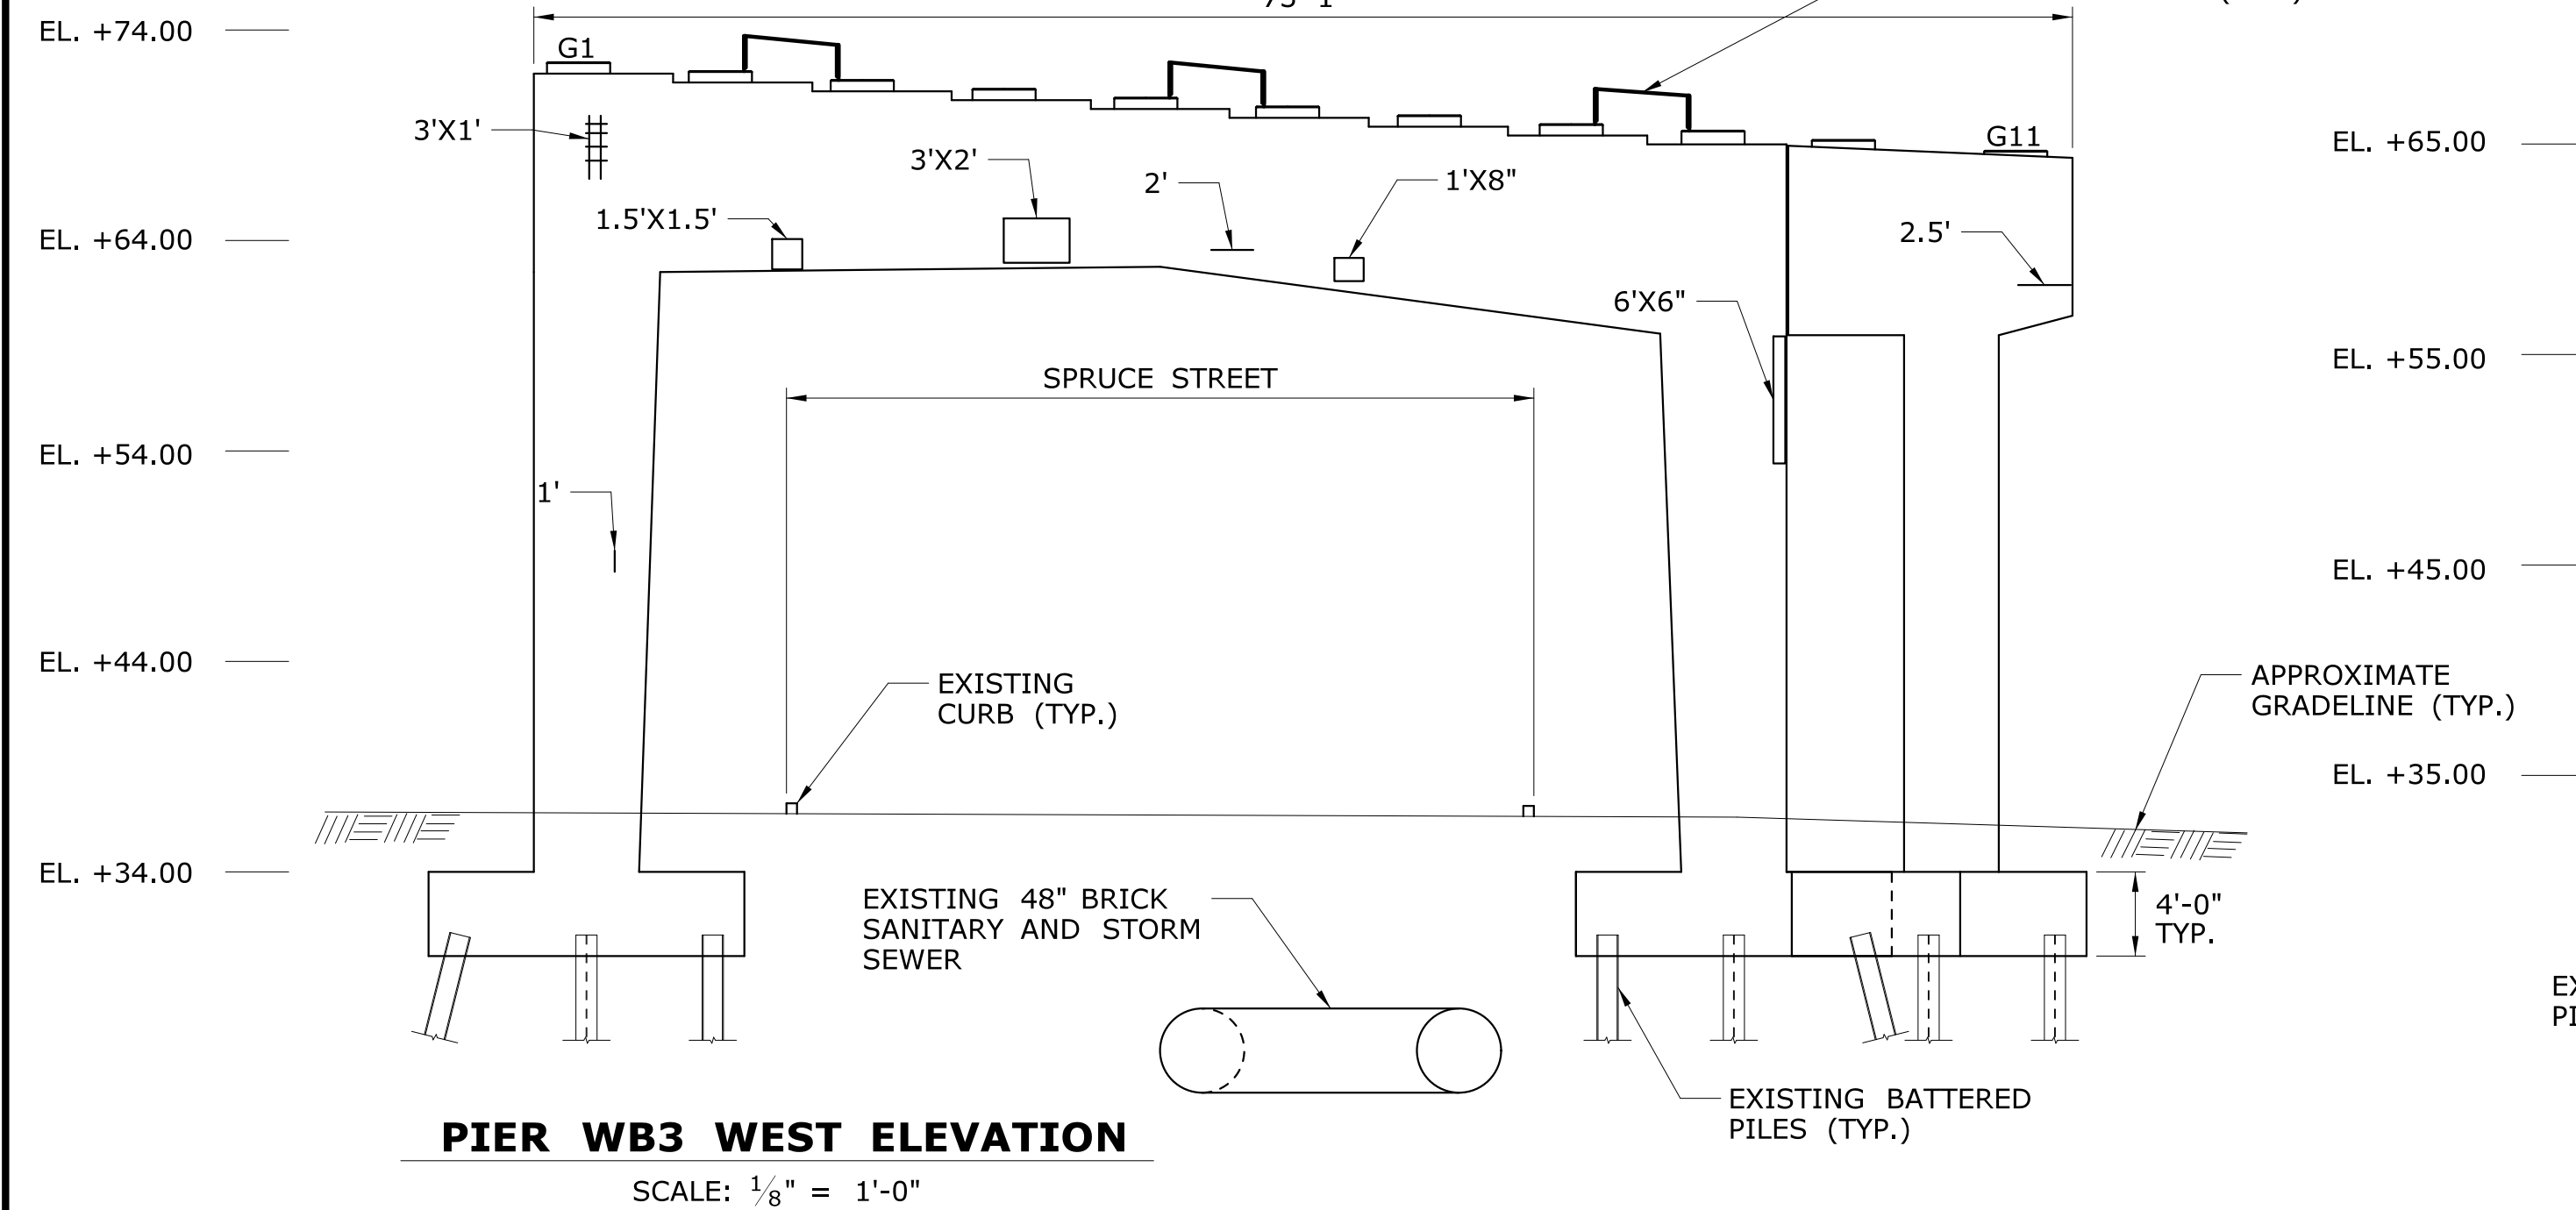 EL. +74.00
G1
3'X1'
3'X2'
2'
1'X8"
G11
EL. +65.00
1.5'X1.5'
EL. +64.00
2.5'
6'X6"
EL. +55.00
SPRUCE STREET
EL. +54.00
1'
EL. +45.00
EL. +44.00
EXISTING
CURB (TYP.)
APPROXIMATE
GRADELINE (TYP.)
EL. +35.00
EL. +34.00
EXISTING 48" BRICK
SANITARY AND STORM
SEWER
4'-0"
TYP.
EXISTING BATTERED
PILES (TYP.)
PIER WB3 WEST ELEVATION
SCALE: 1/8" = 1'-0"